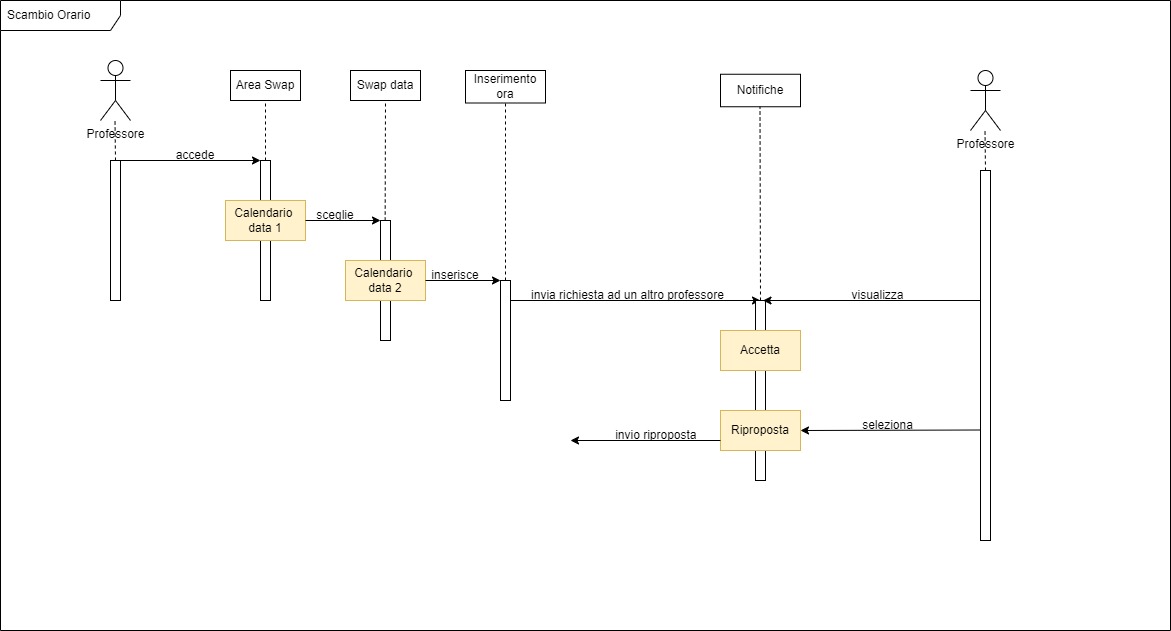 Scambio Orario
Professore
Area Swap
Swap data
Inserimento
ora
Notifiche
Professore
accede
Calendario
data 1
sceglie
Calendario
data 2
inserisce
invia richiesta ad un altro professore
visualizza
Accetta
Riproposta
seleziona
invio riproposta